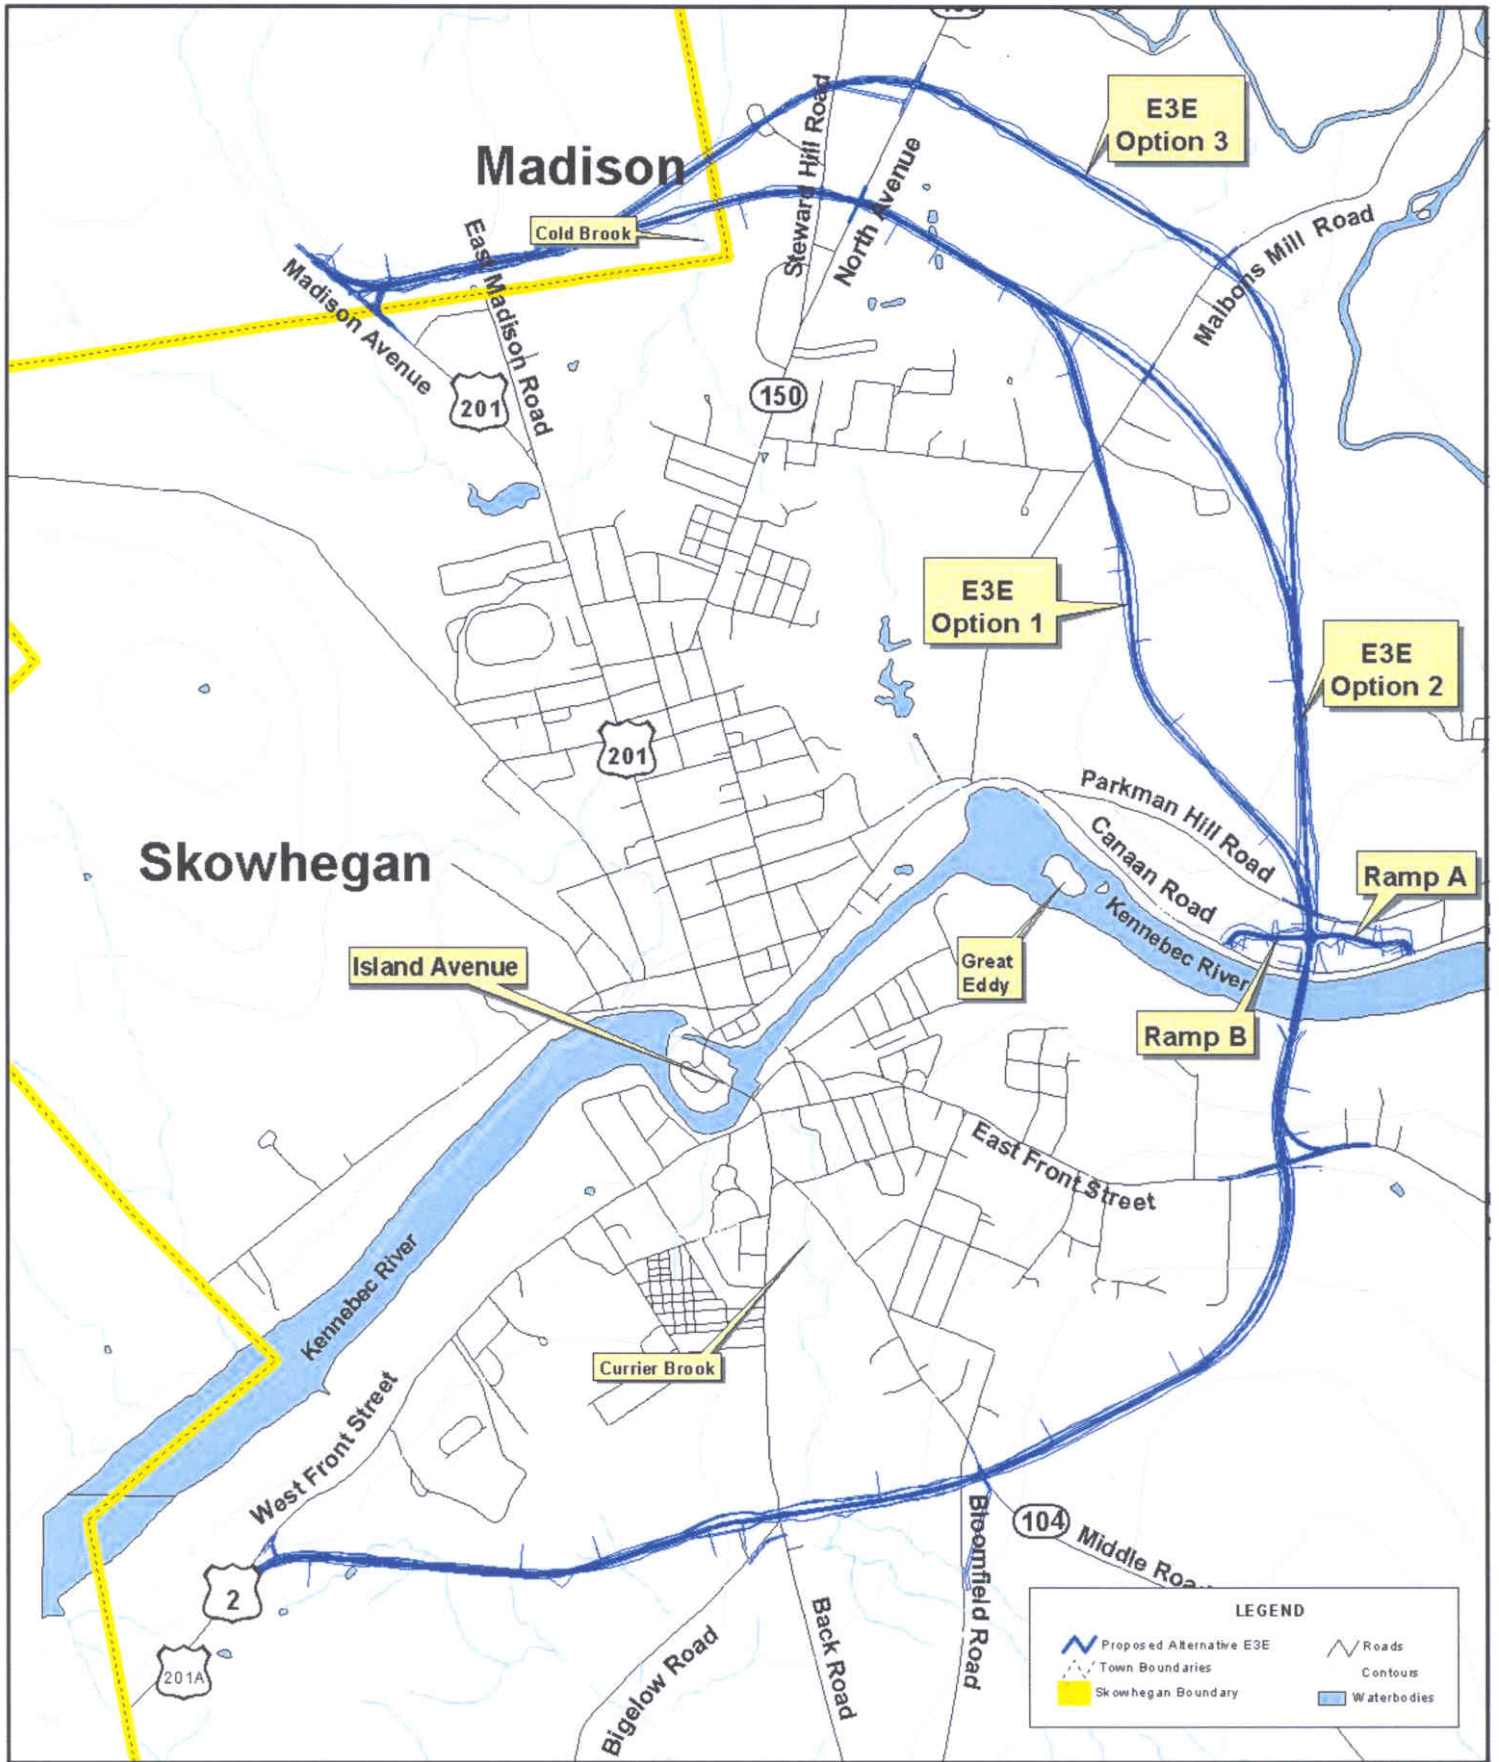 E3E
Option 3
Madison
Steward Hill Road
North Avenue
Cold Brook
East Madison Road
Madison Avenue
Malbons Mill Road
201
150
E3E
Option 1
E3E
Option 2
201
Parkman Hill Road
Canaan Road
Skowhegan
Ramp A
Kennebec River
Great
Eddy
Island Avenue
Ramp B
East Front Street
Kennebec River
Currier Brook
West Front Street
104
Middle
2
201A
Bigelow Road
Back Road
Bloomfield Road
LEGEND
Proposed Alternative E3E
Roads
Town Boundaries
Contours
Skowhegan Boundary
Waterbodies